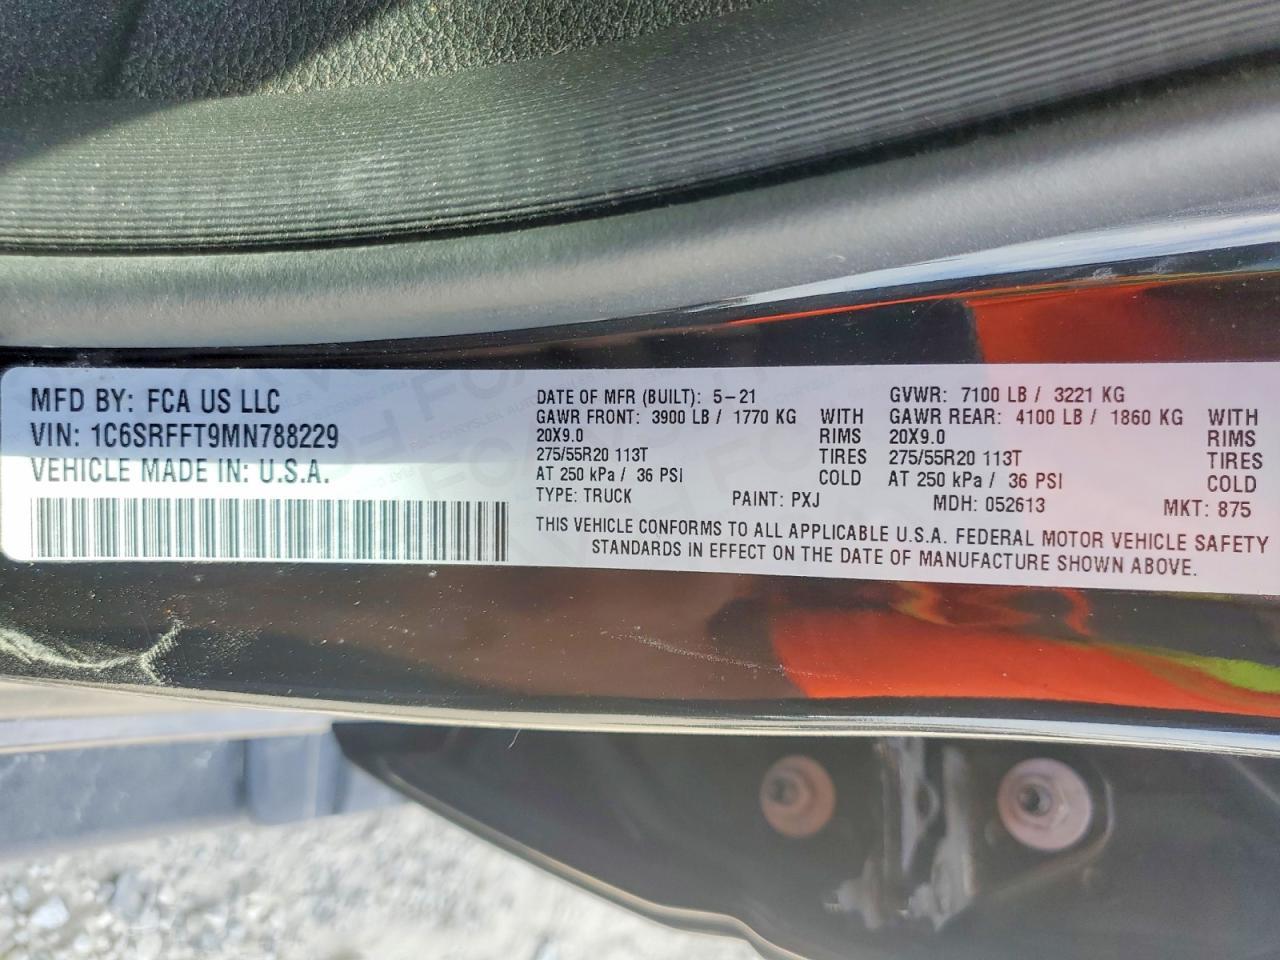 MFD BY: FCA US LLC
VIN: 1C6SRFFT9MN788229
VEHICLE MADE IN: U.S.A.
DATE OF MFR (BUILT): 5-21
GAWR FRONT: 3900 LB / 1770 KG WITH
20X9.0 RIMS
275/55R20 113T TIRES
AT 250 kPa / 36 PSI COLD
TYPE: TRUCK PAINT: PXJ
GVWR: 7100 LB / 3221 KG
GAWR REAR: 4100 LB / 1860 KG WITH
20X9.0 RIMS
275/55R20 113T TIRES
AT 250 kPa / 36 PSI COLD
MDH: 052613 MKT: 875
THIS VEHICLE CONFORMS TO ALL APPLICABLE U.S.A. FEDERAL MOTOR VEHICLE SAFETY
STANDARDS IN EFFECT ON THE DATE OF MANUFACTURE SHOWN ABOVE.